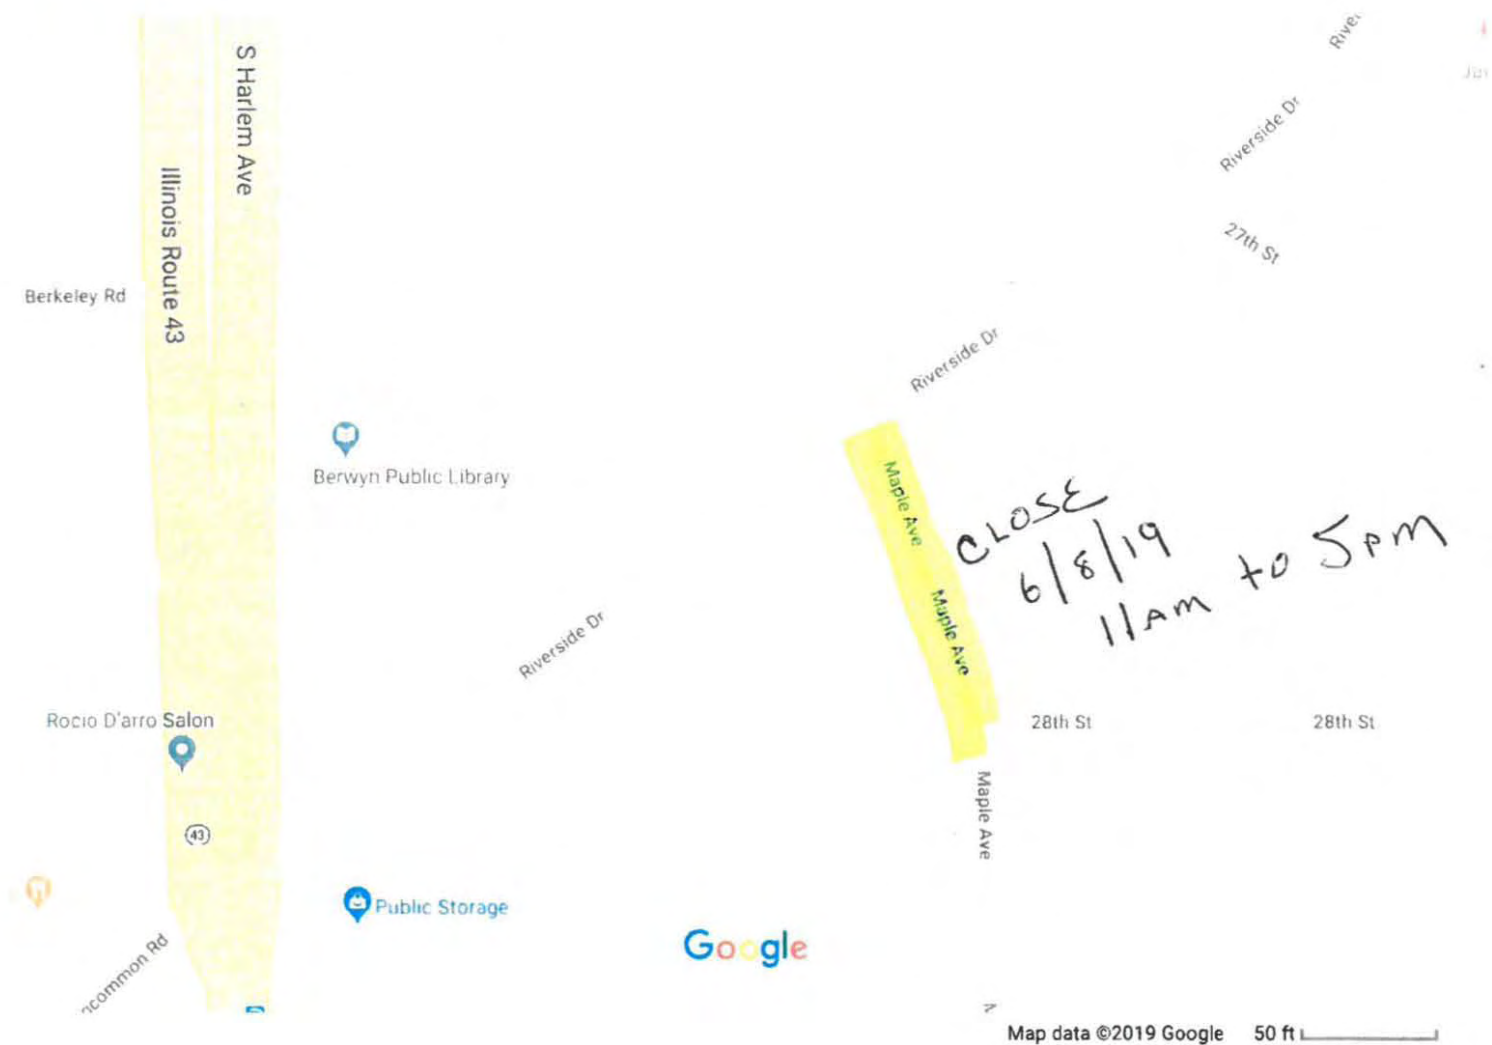 S Harlem Ave
Illinois Route 43
Berkeley Rd
Riverside Dr
27th St
Riverside Dr
Berwyn Public Library
Maple Ave
Maple Ave
CLOSE
6/8/19
11AM to 5PM
Riverside Dr
Rocio D'arro Salon
28th St
28th St
Maple Ave
43
Public Storage
Google
Map data ©2019 Google 50 ft